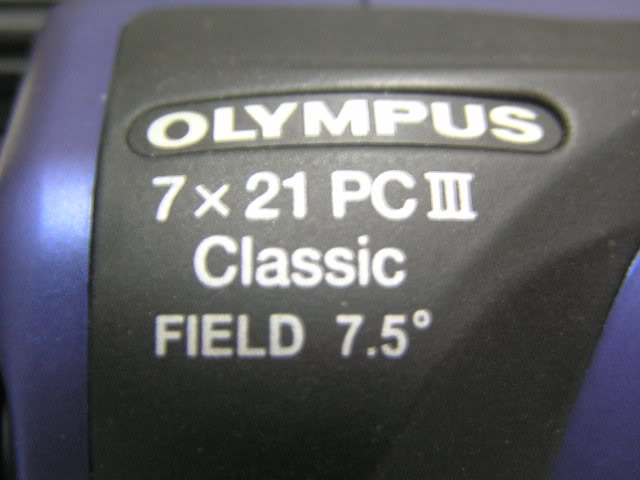 OLYMPUS
7 × 21 PC III
Classic
FIELD 7.5°